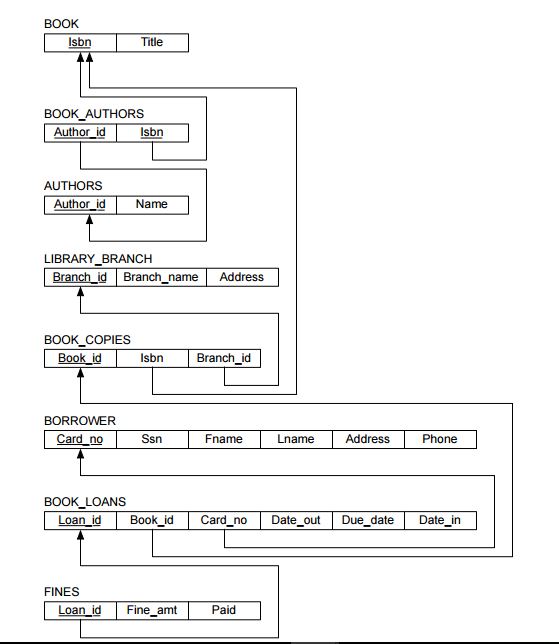 BOOK
Isbn Title
BOOK_AUTHORS
Author_id Isbn
AUTHORS
Author_id Name
LIBRARY_BRANCH
Branch_id Branch_name Address
BOOK_COPIES
Book_id Isbn Branch_id
BORROWER
Card_no Ssn Fname Lname Address Phone
BOOK_LOANS
Loan_id Book_id Card_no Date_out Due_date Date_in
FINES
Loan_id Fine_amt Paid